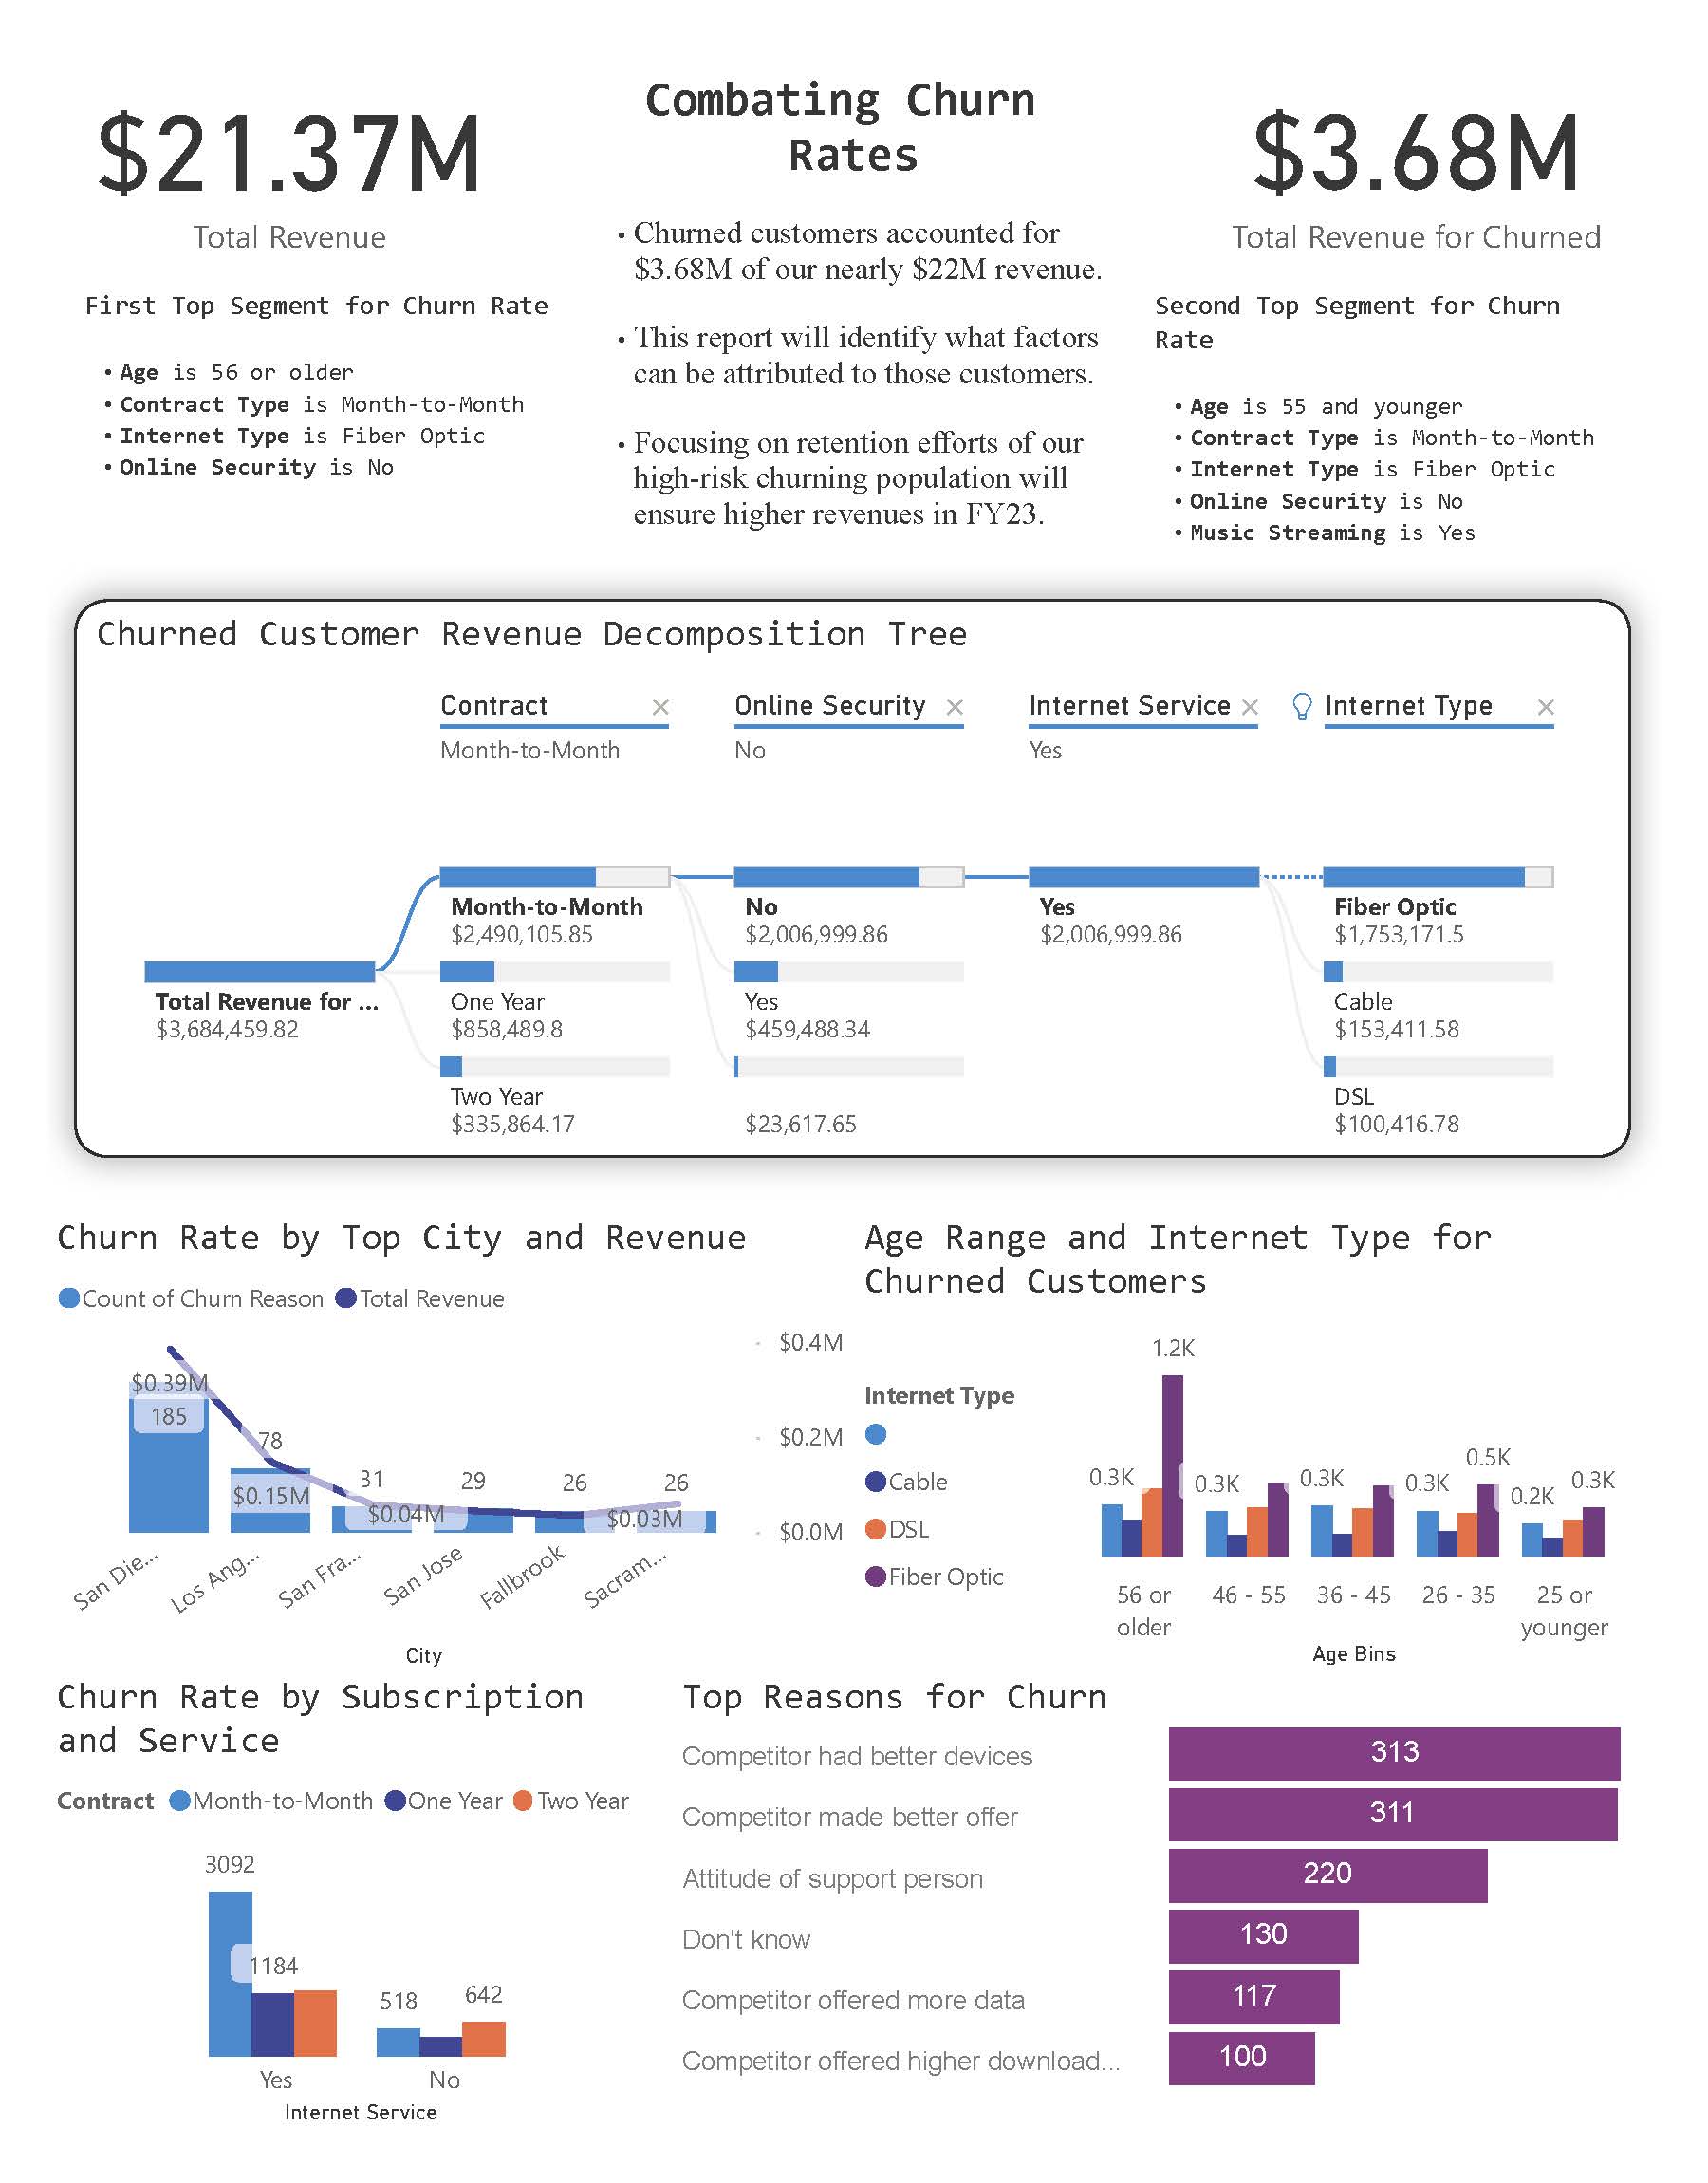 $21.37M
Total Revenue
First Top Segment for Churn Rate
• Age is 56 or older
• Contract Type is Month-to-Month
• Internet Type is Fiber Optic
• Online Security is No
Combating Churn
Rates
• Churned customers accounted for
$3.68M of our nearly $22M revenue.
• This report will identify what factors
can be attributed to those customers.
• Focusing on retention efforts of our
high-risk churning population will
ensure higher revenues in FY23.
$3.68M
Total Revenue for Churned
Second Top Segment for Churn
Rate
• Age is 55 and younger
• Contract Type is Month-to-Month
• Internet Type is Fiber Optic
• Online Security is No
• Music Streaming is Yes
Churned Customer Revenue Decomposition Tree
Contract
Month-to-Month
Online Security
No
Internet Service
Yes
Internet Type
Total Revenue for ...
$3,684,459.82
Month-to-Month
$2,490,105.85
One Year
$858,489.8
Two Year
$335,864.17
No
$2,006,999.86
Yes
$459,488.34
$23,617.65
Yes
$2,006,999.86
Fiber Optic
$1,753,171.5
Cable
$153,411.58
DSL
$100,416.78
Churn Rate by Top City and Revenue
Count of Churn Reason Total Revenue
$0.39M
185
78
$0.15M
31
$0.04M
29
26
26
$0.03M
$0.4M
$0.2M
$0.0M
San Die...
Los Ang...
San Fra...
San Jose
Fallbrook
Sacram...
City
Age Range and Internet Type for
Churned Customers
Internet Type
Cable
DSL
Fiber Optic
0.3K
1.2K
0.3K
0.3K
0.3K
0.5K
0.2K
0.3K
56 or
older
46 - 55
36 - 45
26 - 35
25 or
younger
Age Bins
Churn Rate by Subscription
and Service
Contract Month-to-Month One Year Two Year
3092
1184
518
642
Yes
No
Internet Service
Top Reasons for Churn
Competitor had better devices 313
Competitor made better offer 311
Attitude of support person 220
Don't know 130
Competitor offered more data 117
Competitor offered higher download... 100